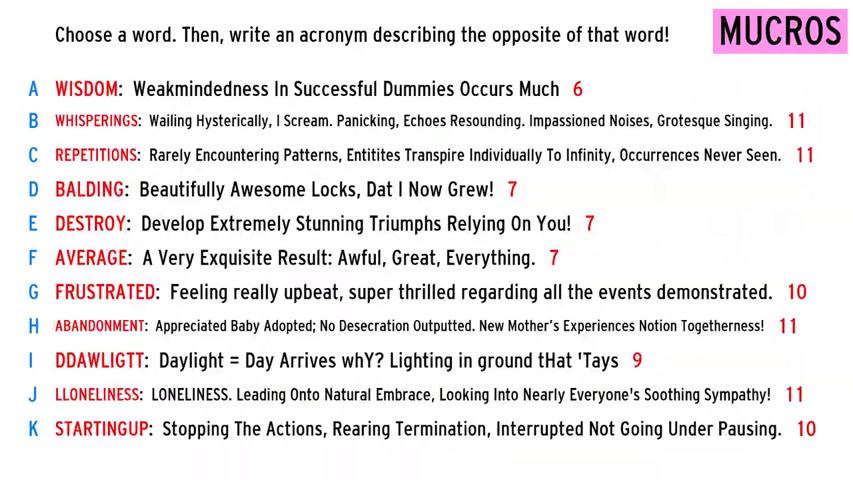 Choose a word. Then, write an acronym describing the opposite of that word!
MUCROS
A WISDOM: Weakmindedness In Successful Dummies Occurs Much 6
B WHISPERINGS: Wailing Hysterically, I Scream. Panicking, Echoes Resounding. Impassioned Noises, Grotesque Singing. 11
C REPETITIONS: Rarely Encountering Patterns, Entitites Transpire Individually To Infinity, Occurrences Never Seen. 11
D BALDING: Beautifully Awesome Locks, Dat I Now Grew! 7
E DESTROY: Develop Extremely Stunning Triumphs Relying On You! 7
F AVERAGE: A Very Exquisite Result: Awful, Great, Everything. 7
G FRUSTRATED: Feeling really upbeat, super thrilled regarding all the events demonstrated. 10
H ABANDONMENT: Appreciated Baby Adopted; No Desecration Outputted. New Mother's Experiences Notion Togetherness! 11
I DDAWLIGTT: Daylight = Day Arrives whY? Lighting in ground tHat 'Tays 9
J LLONELINESS: LONELINESS. Leading Onto Natural Embrace, Looking Into Nearly Everyone's Soothing Sympathy! 11
K STARTINGUP: Stopping The Actions, Rearing Termination, Interrupted Not Going Under Pausing. 10